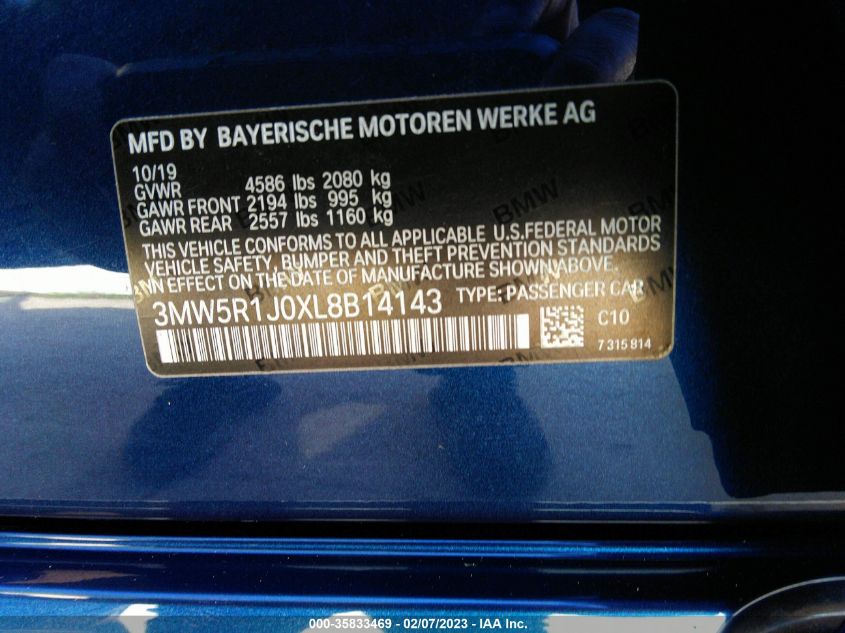 MFD BY BAYERISCHE MOTOREN WERKE AG
10/19
GVWR 4586 lbs 2080 kg
GAWR FRONT 2194 lbs 995 kg
GAWR REAR 2557 lbs 1160 kg
THIS VEHICLE CONFORMS TO ALL APPLICABLE U.S.FEDERAL MOTOR
VEHICLE SAFETY, BUMPER AND THEFT PREVENTION STANDARDS
IN EFFECT ON THE DATE OF MANUFACTURE SHOWN ABOVE.
3MW5R1J0XL8B14143 TYPE: PASSENGER CAR
C10
7 315 814
000-35833469 - 02/07/2023 - IAA Inc.